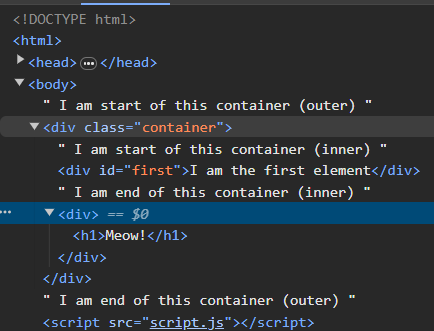 <!DOCTYPE html>
<html>
<head> ⋯ </head>
<body>
" I am start of this container (outer) "
<div class="container">
" I am start of this container (inner) "
<div id="first">I am the first element</div>
" I am end of this container (inner) "
⋯ <div> == $0
<h1>Meow!</h1>
</div>
</div>
" I am end of this container (outer) "
<script src="script.js"></script>